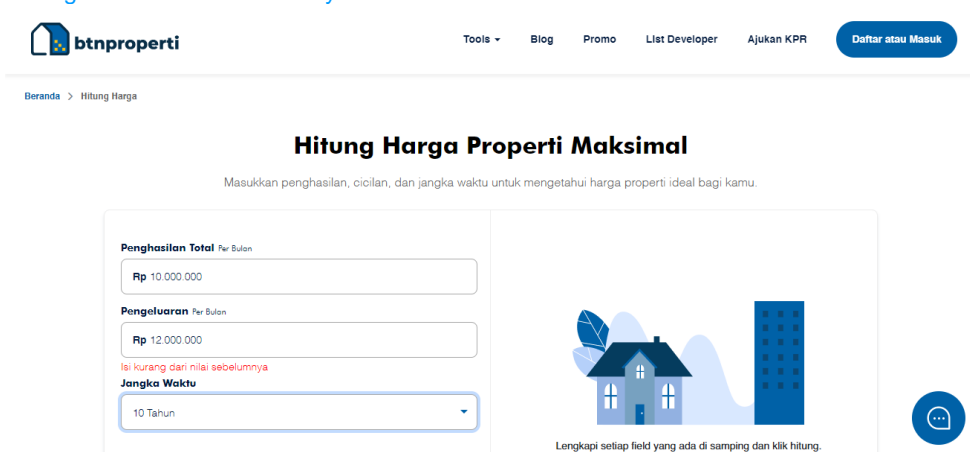 btnproperti
Tools
Blog
Promo
List Developer
Ajukan KPR
Daftar atau Masuk
Beranda > Hitung Harga
Hitung Harga Properti Maksimal
Masukkan penghasilan, cicilan, dan jangka waktu untuk mengetahui harga properti ideal bagi kamu.
Penghasilan Total Per Bulan
Rp 10.000.000
Pengeluaran Per Bulan
Rp 12.000.000
Isi kurang dari nilai sebelumnya
Jangka Waktu
10 Tahun
Lengkapi setiap field yang ada di samping dan klik hitung.